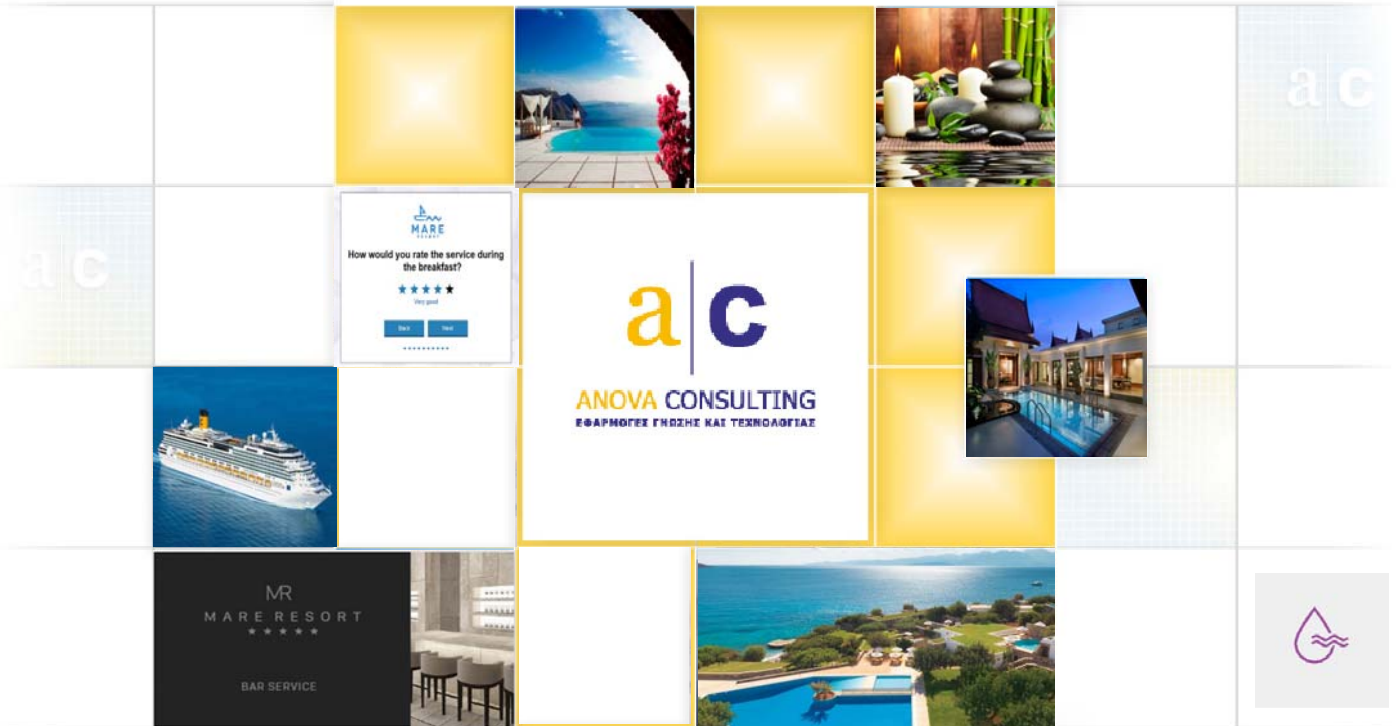 a c
a c
MARE
RESORT
How would you rate the service during
the breakfast?
Very good
Back Next
a c
ANOVA CONSULTING
ΕΦΑΡΜΟΓΕΣ ΓΝΩΣΗΣ ΚΑΙ ΤΕΧΝΟΛΟΓΙΑΣ
MR
MARE RESORT
BAR SERVICE